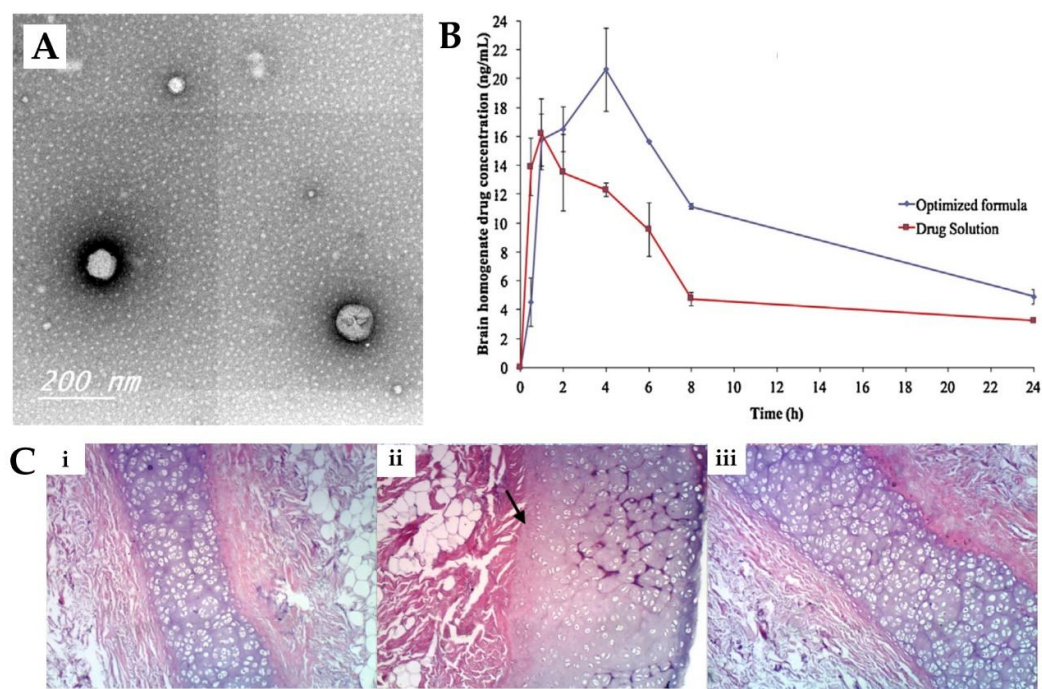 A
200 nm
B
Brain homogenate drug concentration (ng/mL)
24
22
20
18
16
14
12
10
8
6
4
2
0
0 2 4 6 8 10 12 14 16 18 20 22 24
Time (h)
Optimized formula
Drug Solution
C
i
ii
iii